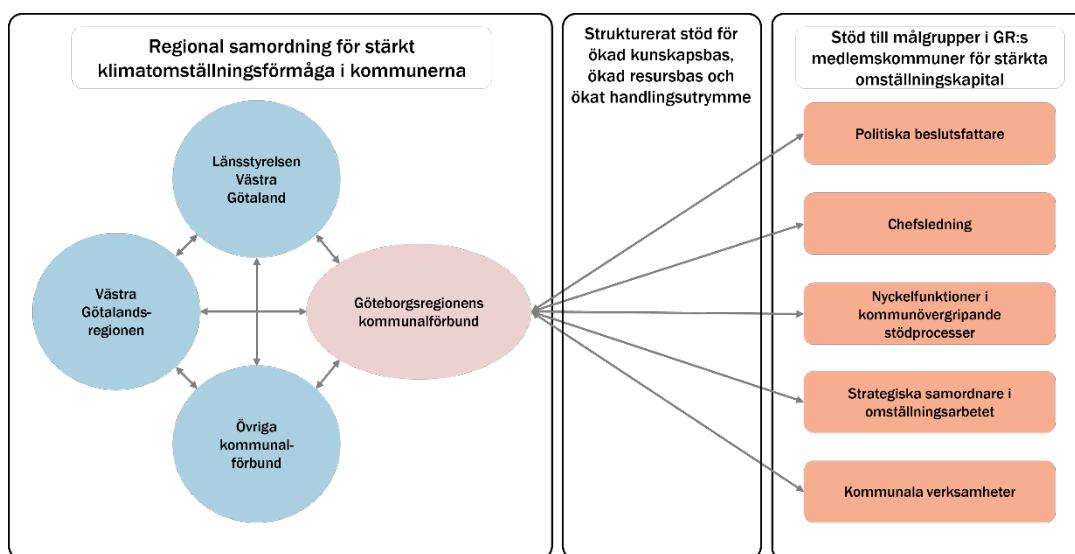 Regional samordning för stärkt
klimatomställningsförmåga i kommunerna
Länsstyrelsen
Västra
Götaland
Västra
Götalands-
regionen
Göteborgsregionens
kommunalförbund
Övriga
kommunal-
förbund
Strukturerat stöd för
ökad kunskapsbas,
ökad resursbas och
ökat handlingsutrymme
Stöd till målgrupper i GR:s
medlemskommuner för stärkta
omställningskapital
Politiska beslutsfattare
Chefsledning
Nyckelfunktioner i
kommunövergripande
stödprocesser
Strategiska samordnare i
omställningsarbetet
Kommunala verksamheter